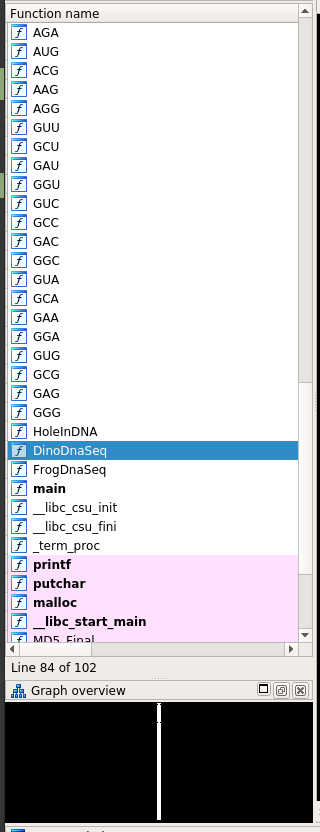 Function name
AGA
AUG
ACG
AAG
AGG
GUU
GCU
GAU
GGU
GUC
GCC
GAC
GGC
GUA
GCA
GAA
GGA
GUG
GCG
GAG
GGG
HoleInDNA
DinoDnaSeq
FrogDnaSeq
main
__libc_csu_init
__libc_csu_fini
_term_proc
printf
putchar
malloc
__libc_start_main
MD5_Final
Line 84 of 102
Graph overview